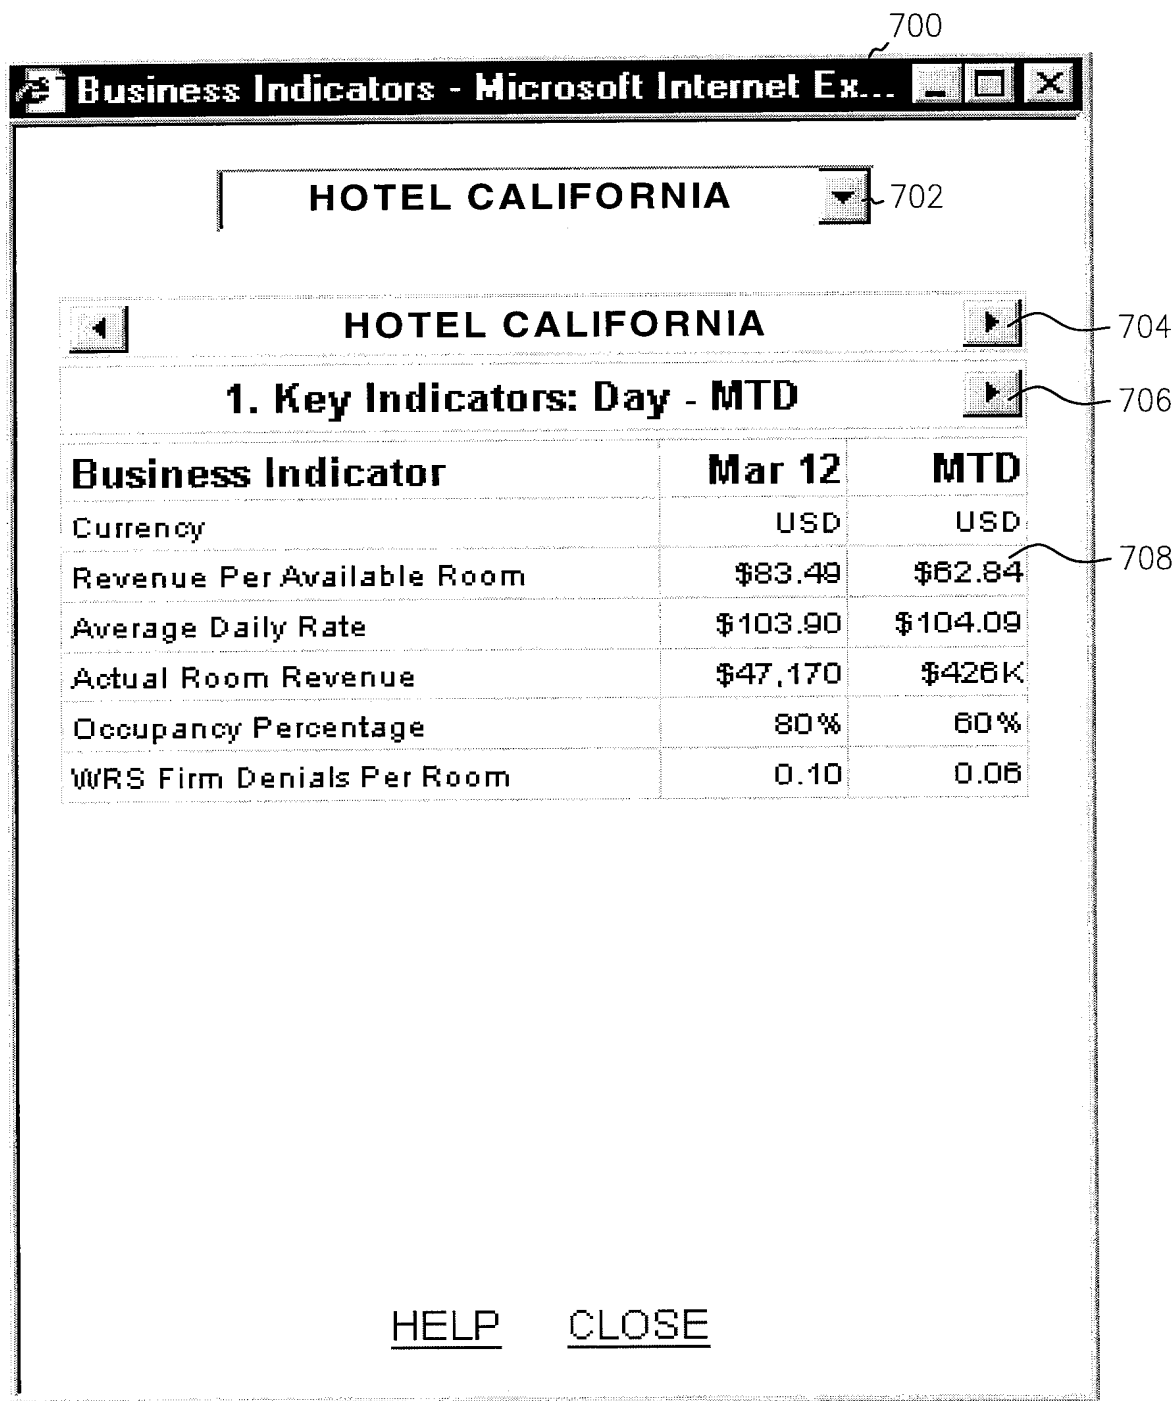 700
Business Indicators - Microsoft Internet Ex...
HOTEL CALIFORNIA
702
HOTEL CALIFORNIA
704
1. Key Indicators: Day - MTD
706
Business Indicator Mar 12 MTD
Currency USD USD
708
Revenue Per Available Room $83.49 $62.84
Average Daily Rate $103.90 $104.09
Actual Room Revenue $47,170 $426K
Occupancy Percentage 80% 60%
WRS Firm Denials Per Room 0.10 0.06
HELP CLOSE